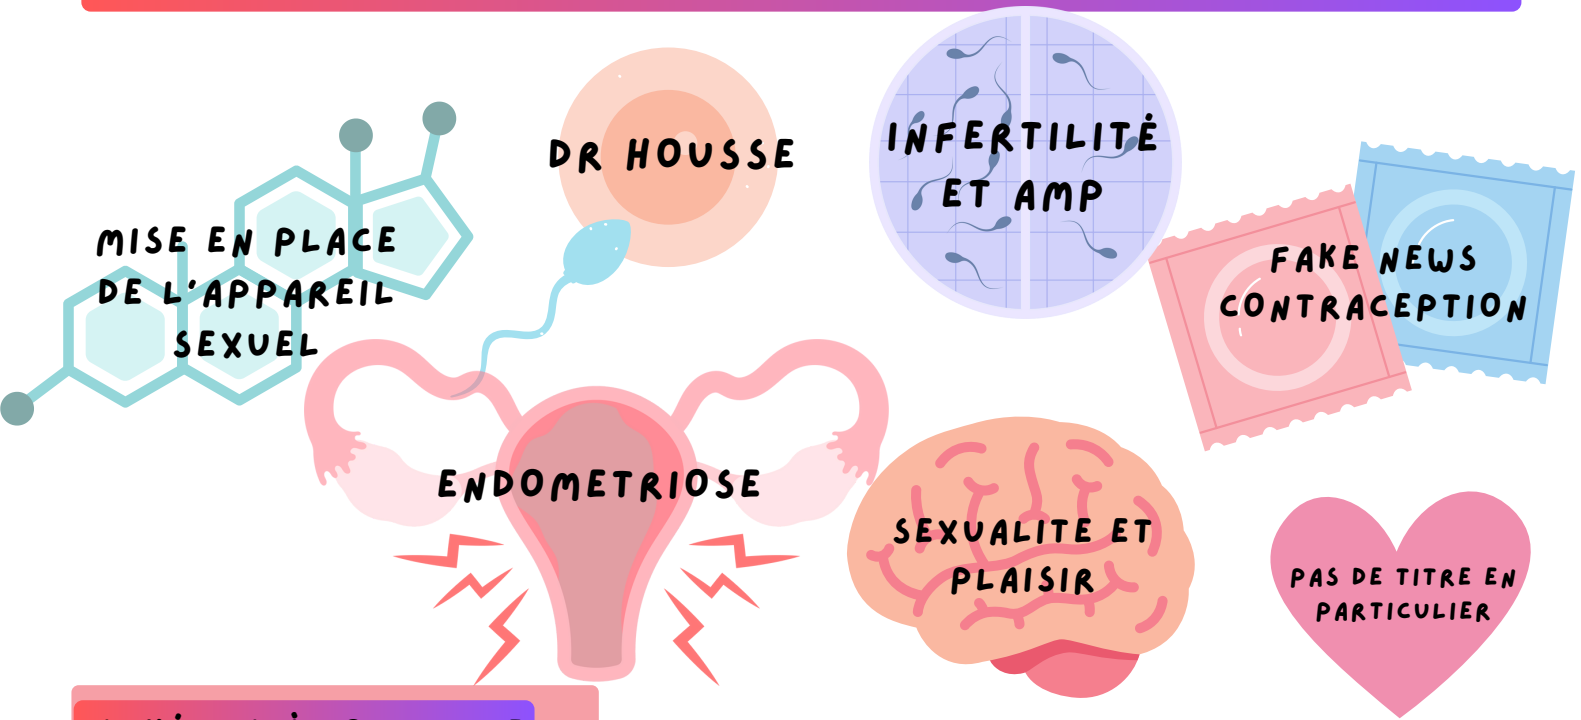 DR HOUSSE
INFERTILITÉ
ET AMP
MISE EN PLACE
DE L'APPAREIL
SEXUEL
FAKE NEWS
CONTRACEPTION
ENDOMETRIOSE
SEXUALITE ET
PLAISIR
PAS DE TITRE EN
PARTICULIER